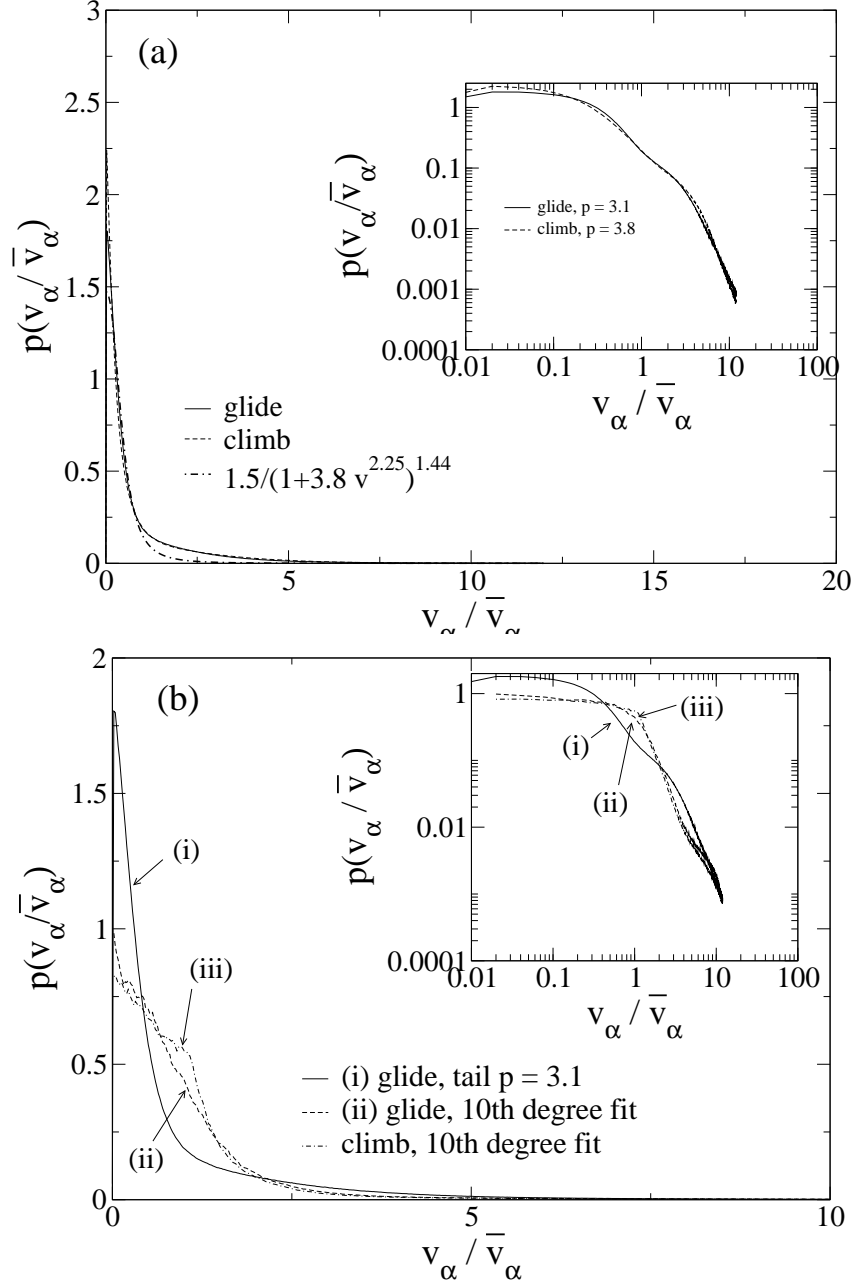 (a)
3
2.5
2
1.5
1
0.5
0
p(v_α/v̅_α)
0
5
10
15
20
v_α / v̅_α
glide
climb
1.5/(1+3.8 v^2.25)^1.44
1
0.1
0.01
0.001
0.0001
p(v_α/v̅_α)
glide, p = 3.1
climb, p = 3.8
0.01
0.1
1
10
100
v_α / v̅_α
(b)
2
1.5
1
0.5
0
p(v_α/v̅_α)
(i)
(iii)
(ii)
0
5
10
v_α / v̅_α
(i) glide, tail p = 3.1
(ii) glide, 10th degree fit
climb, 10th degree fit
1
0.01
0.0001
p(v_α / v̅_α)
(iii)
(i)
(ii)
0.01
0.1
1
10
100
v_α / v̅_α